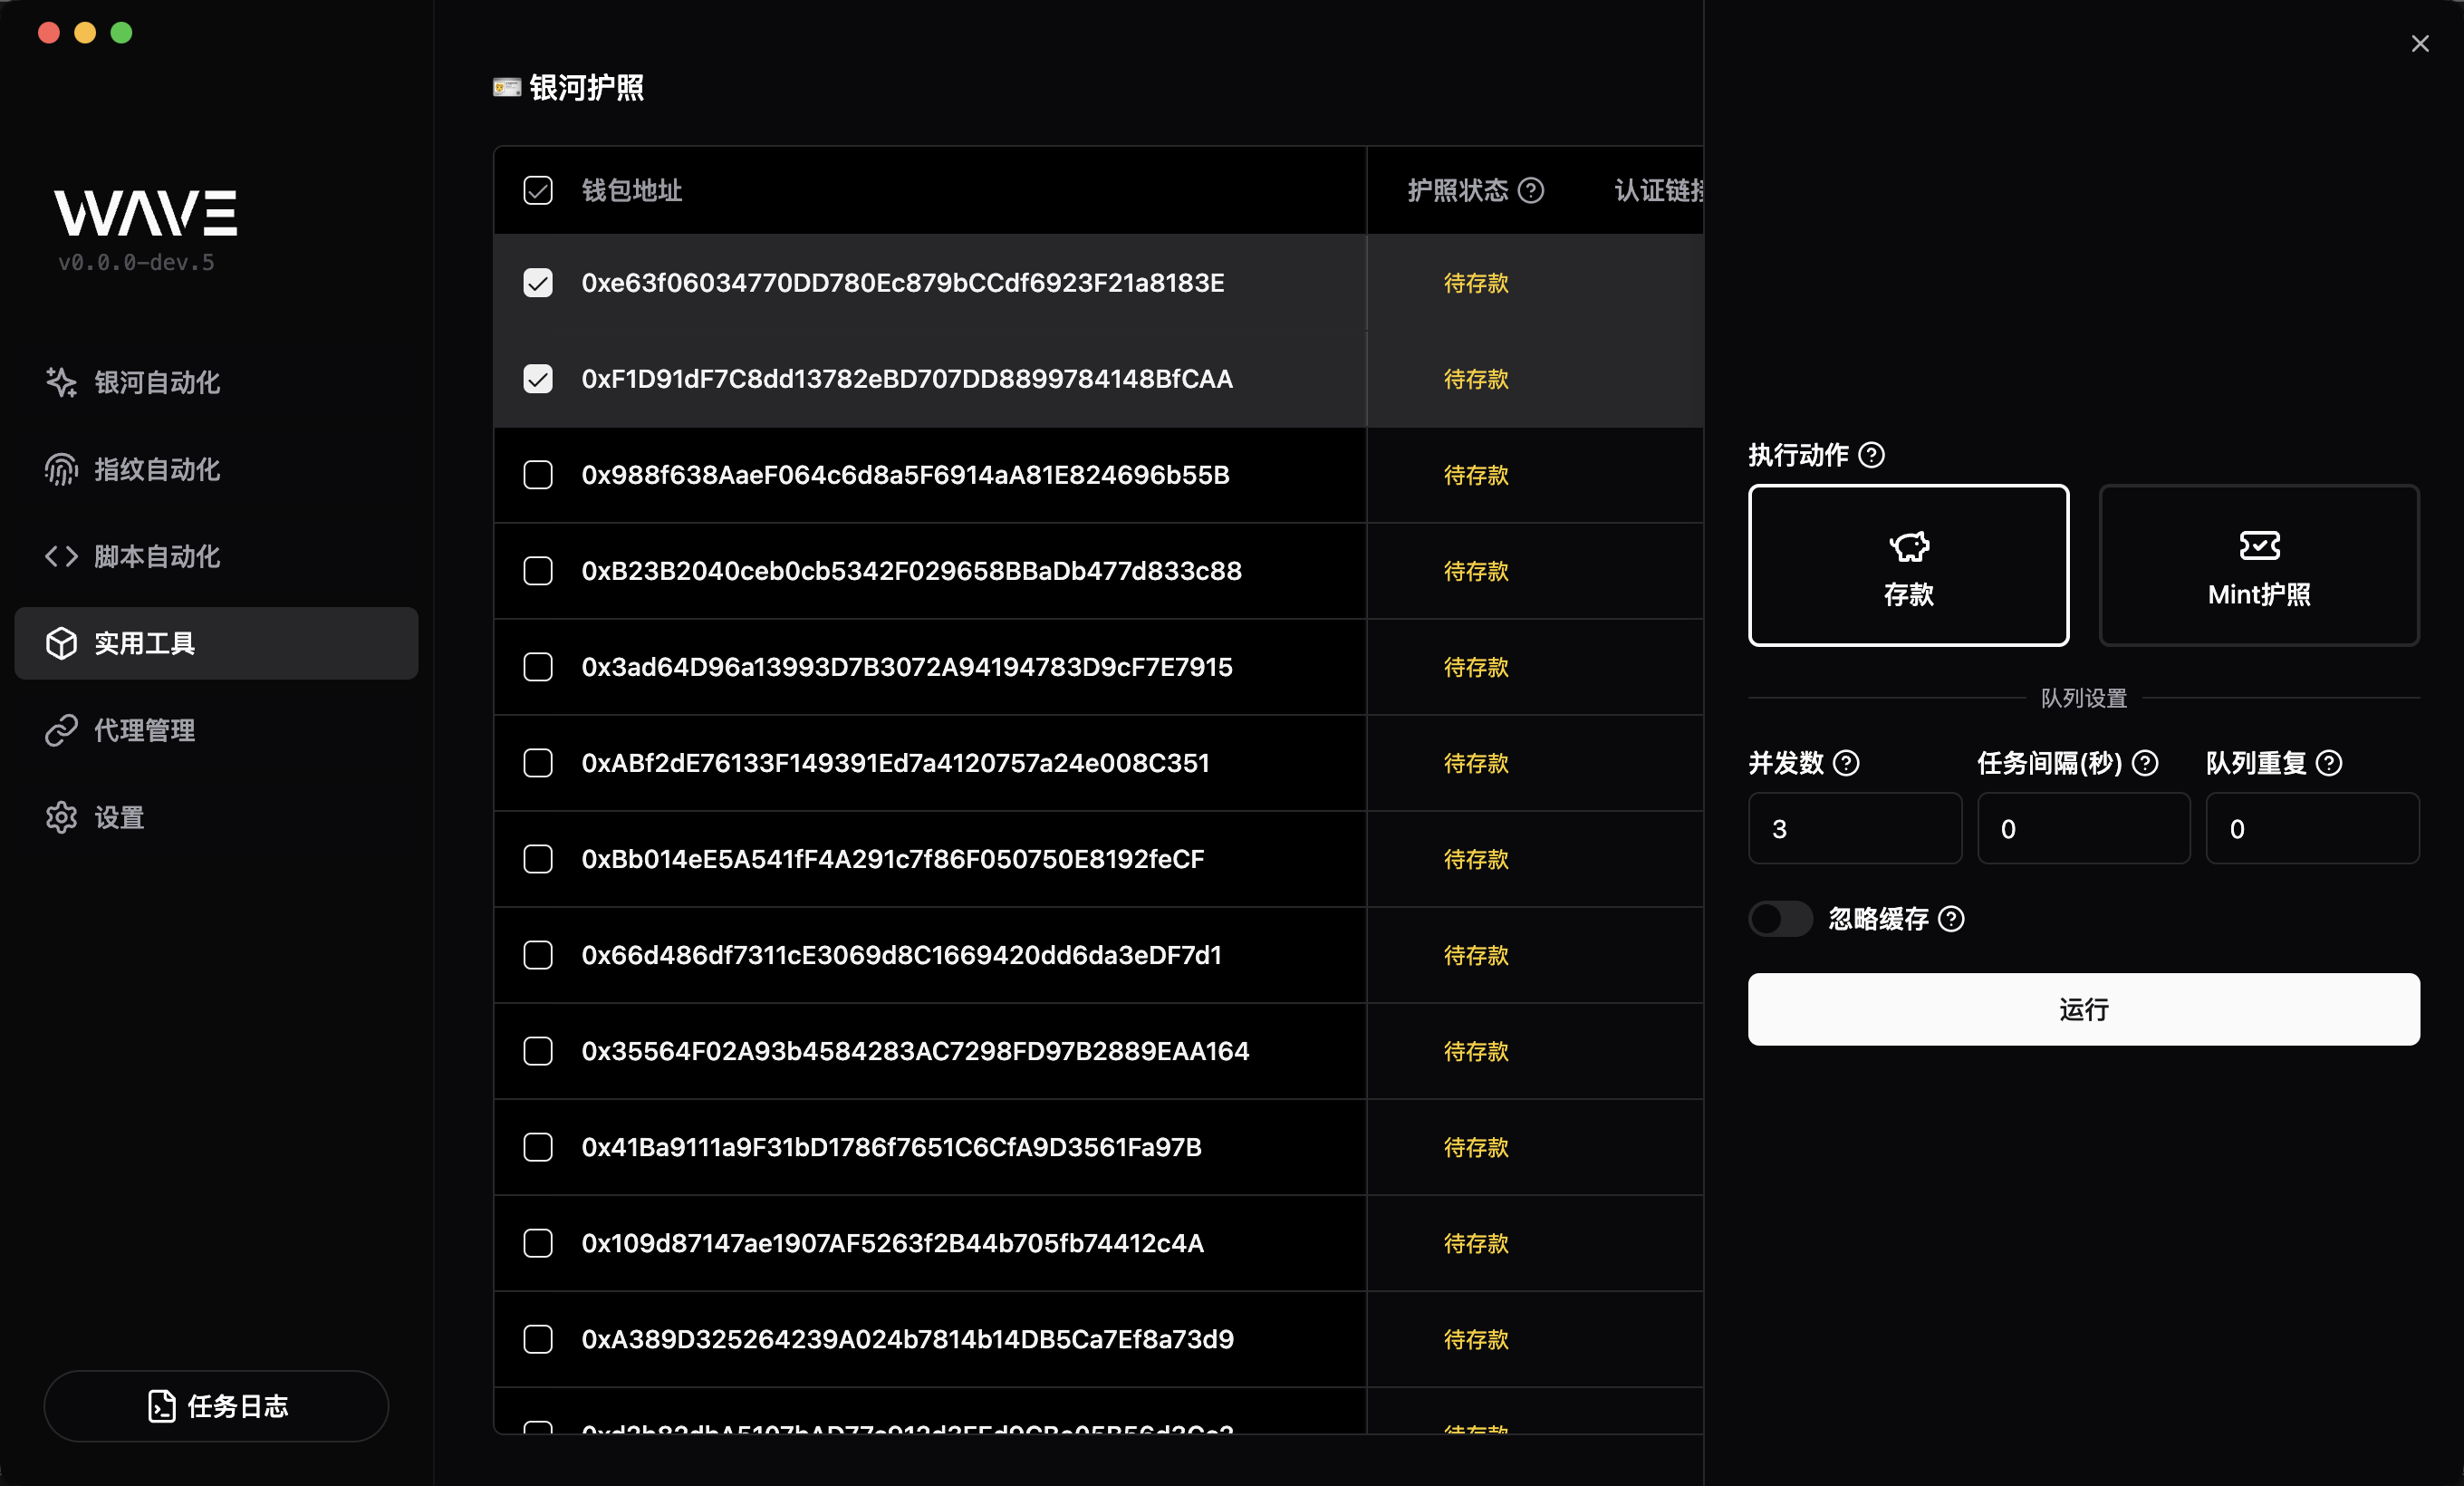 WAVE
v0.0.0-dev.5
银河自动化
指纹自动化
脚本自动化
实用工具
代理管理
设置
任务日志
银河护照
钱包地址 护照状态 认证链接
0xe63f06034770DD780Ec879bCCdf6923F21a8183E 待存款
0xF1D91dF7C8dd13782eBD707DD8899784148BfCAA 待存款
0x988f638AaeF064c6d8a5F6914aA81E824696b55B 待存款
0xB23B2040ceb0cb5342F029658BBaDb477d833c88 待存款
0x3ad64D96a13993D7B3072A94194783D9cF7E7915 待存款
0xABf2dE76133F149391Ed7a4120757a24e008C351 待存款
0xBb014eE5A541fF4A291c7f86F050750E8192feCF 待存款
0x66d486df7311cE3069d8C1669420dd6da3eDF7d1 待存款
0x35564F02A93b4584283AC7298FD97B2889EAA164 待存款
0x41Ba9111a9F31bD1786f7651C6CfA9D3561Fa97B 待存款
0x109d87147ae1907AF5263f2B44b705fb74412c4A 待存款
0xA389D325264239A024b7814b14DB5Ca7Ef8a73d9 待存款
待存款
执行动作
存款
Mint护照
队列设置
并发数 任务间隔(秒) 队列重复
3 0 0
忽略缓存
运行